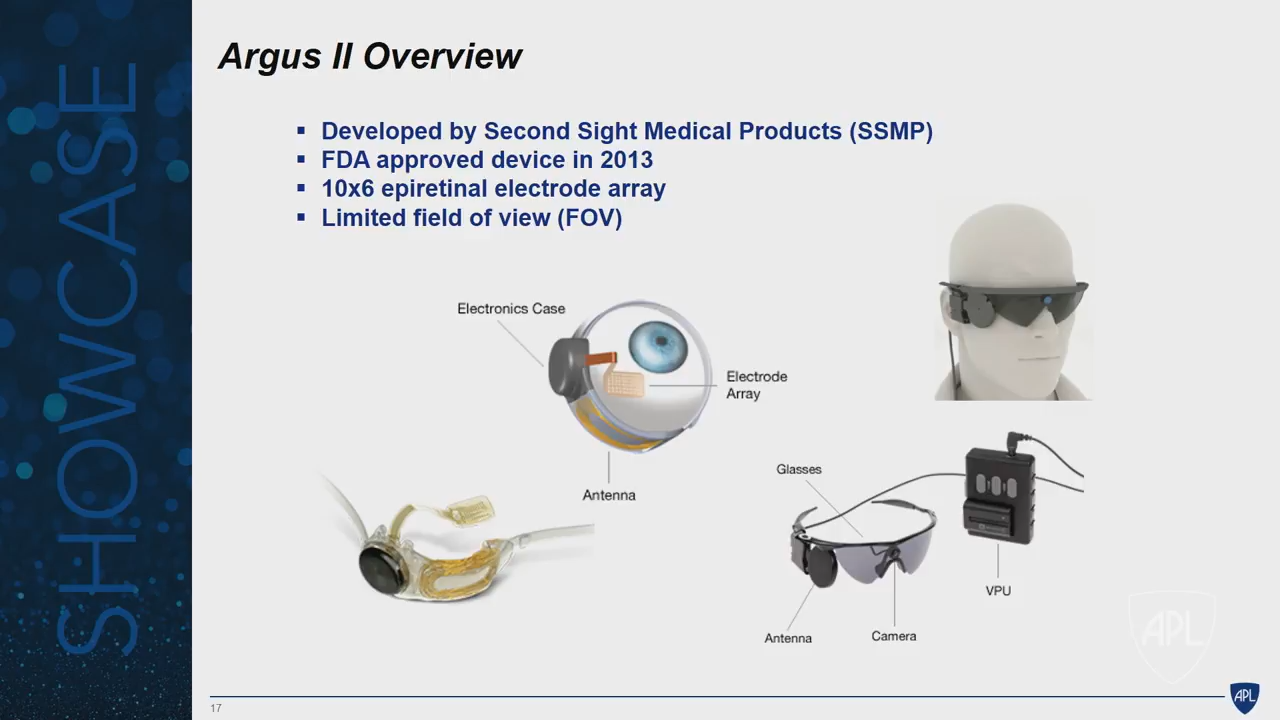 SHOWCASE
Argus II Overview
▪ Developed by Second Sight Medical Products (SSMP)
▪ FDA approved device in 2013
▪ 10x6 epiretinal electrode array
▪ Limited field of view (FOV)
Electronics Case
Electrode
Array
Antenna
Glasses
VPU
Antenna
Camera
APL
17
APL